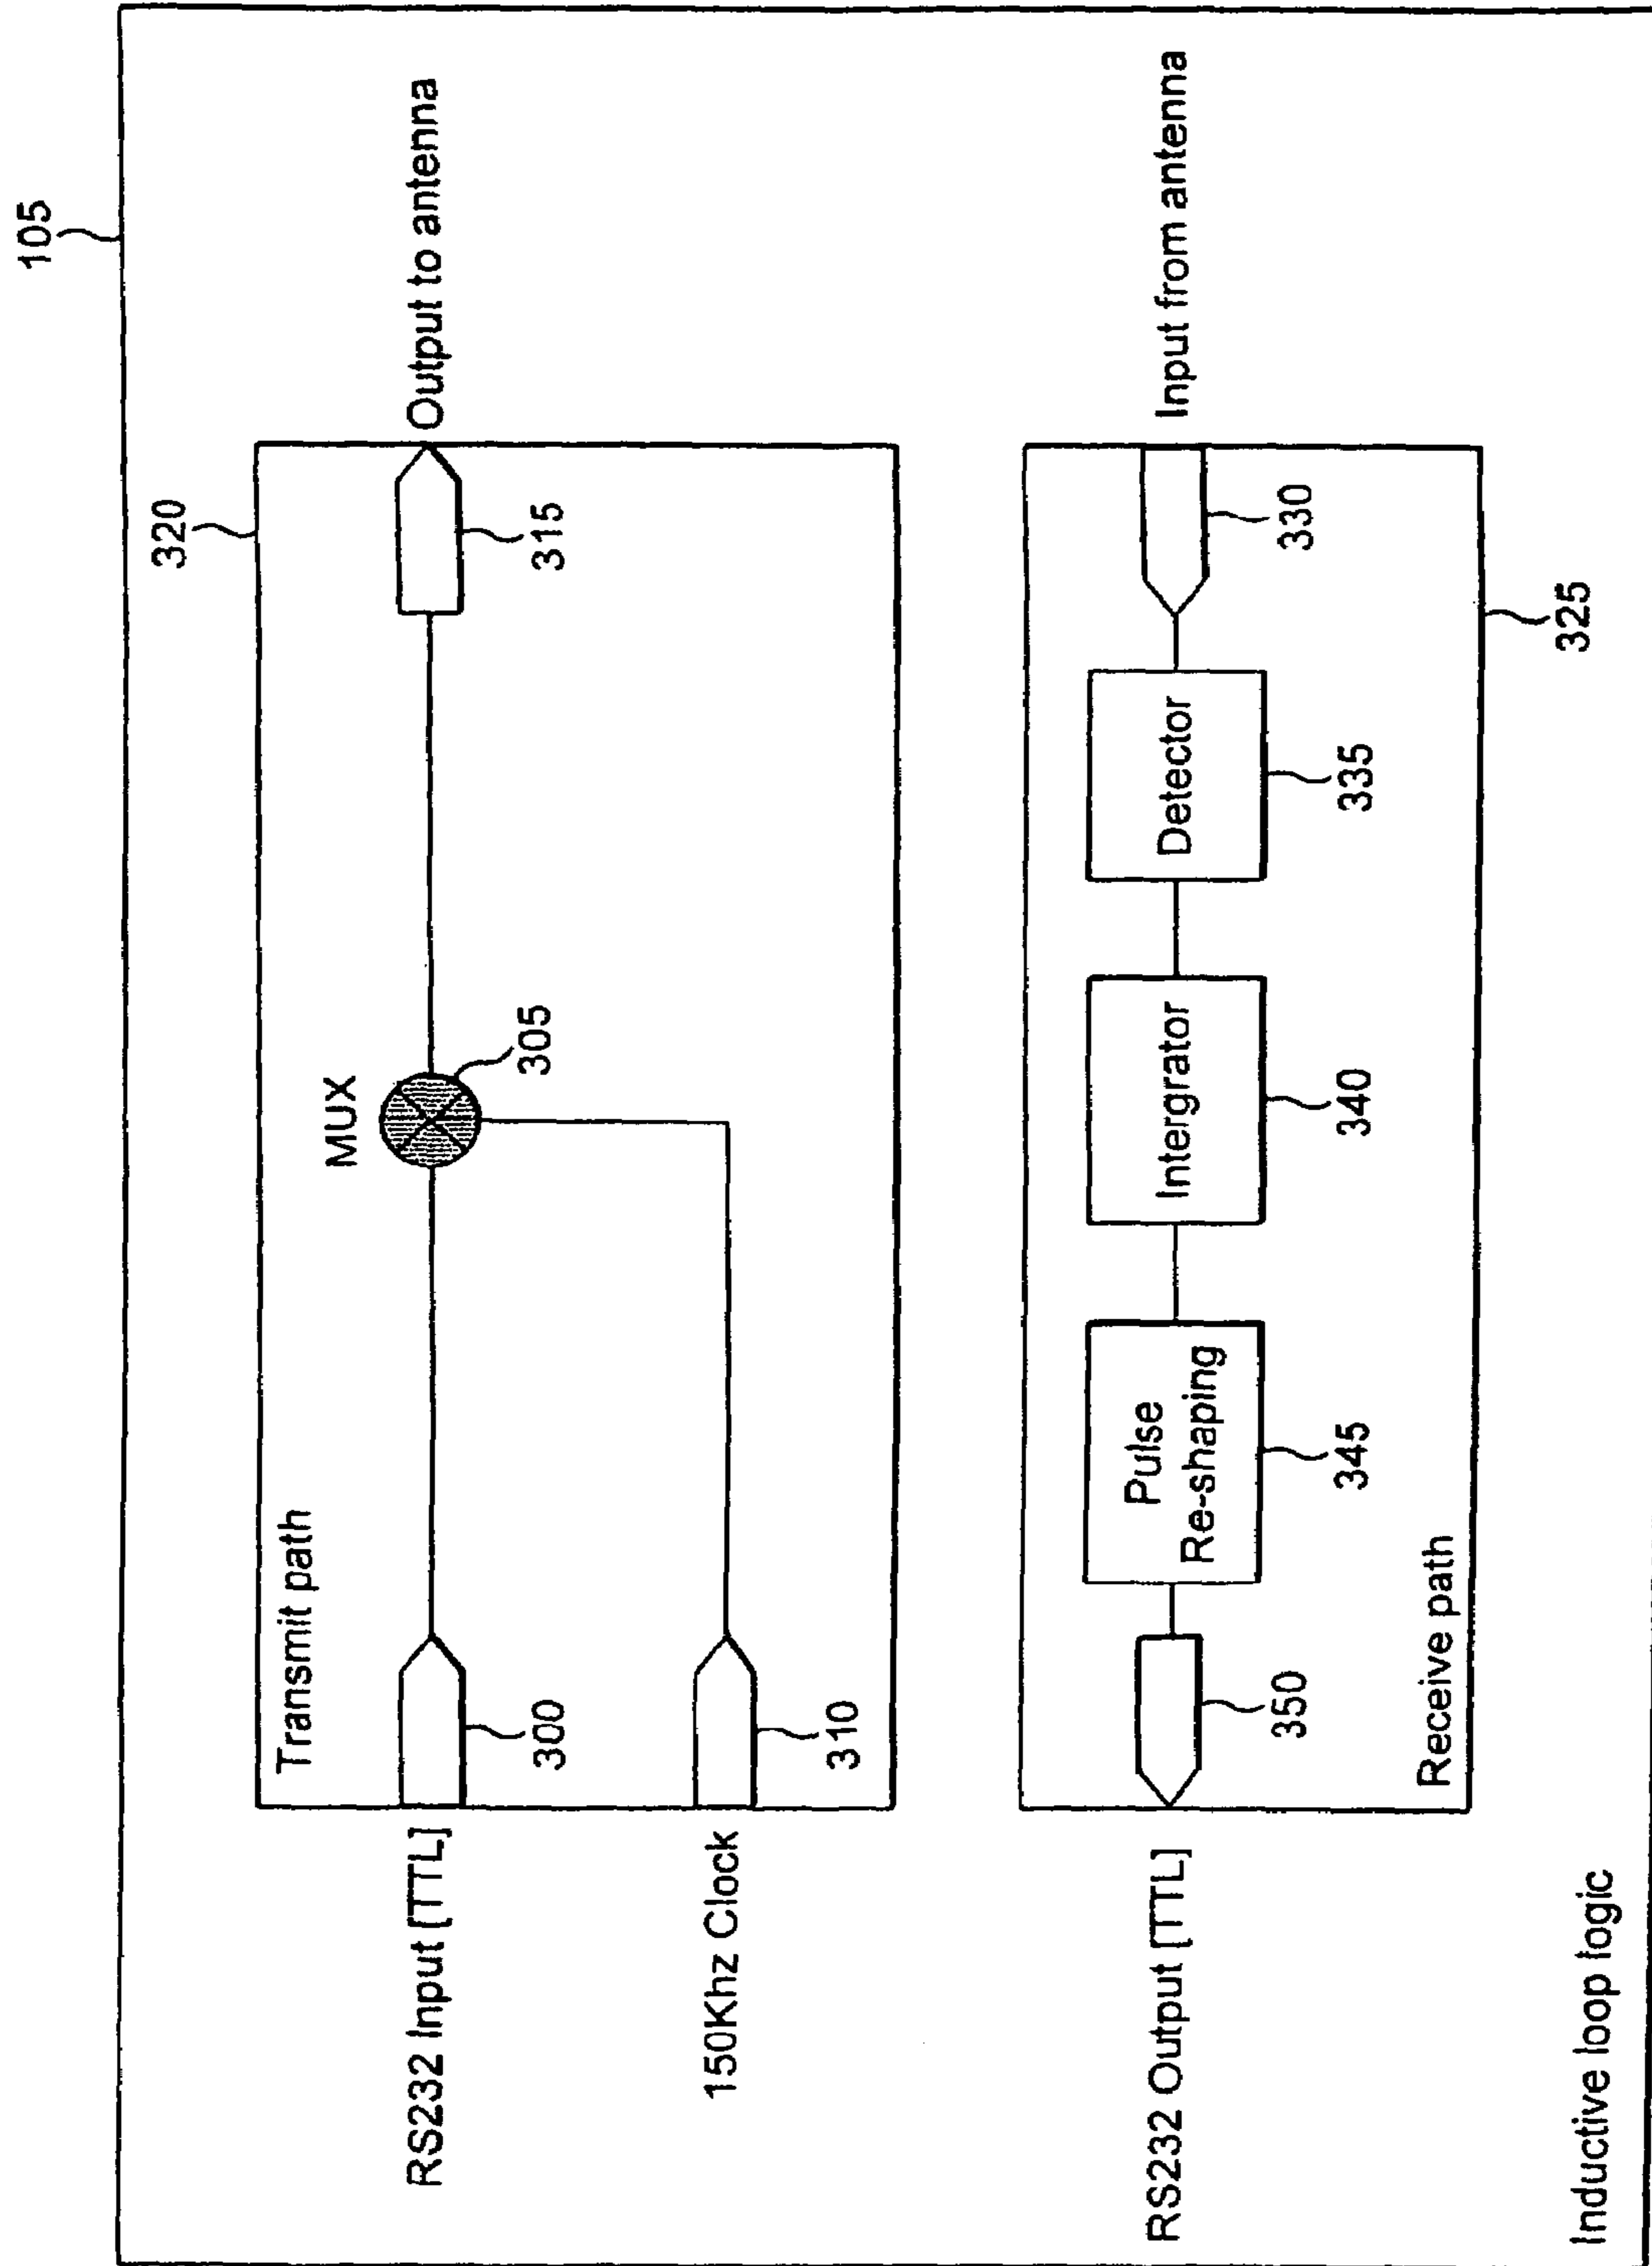 105
320
Transmit path
MUX
RS232 Input [TTL]
300
305
315
Output to antenna
150Khz Clock
310
RS232 Output [TTL]
350
Pulse
Re-shaping
345
Intergrator
340
Detector
335
330
Input from antenna
Receive path
325
Inductive loop logic